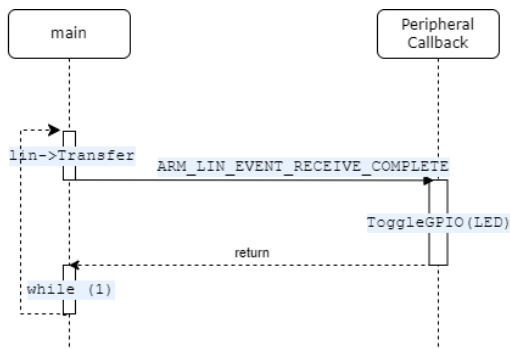 main
Peripheral
Callback
lin->Transfer
ARM_LIN_EVENT_RECEIVE_COMPLETE
ToggleGPIO(LED)
return
while (1)